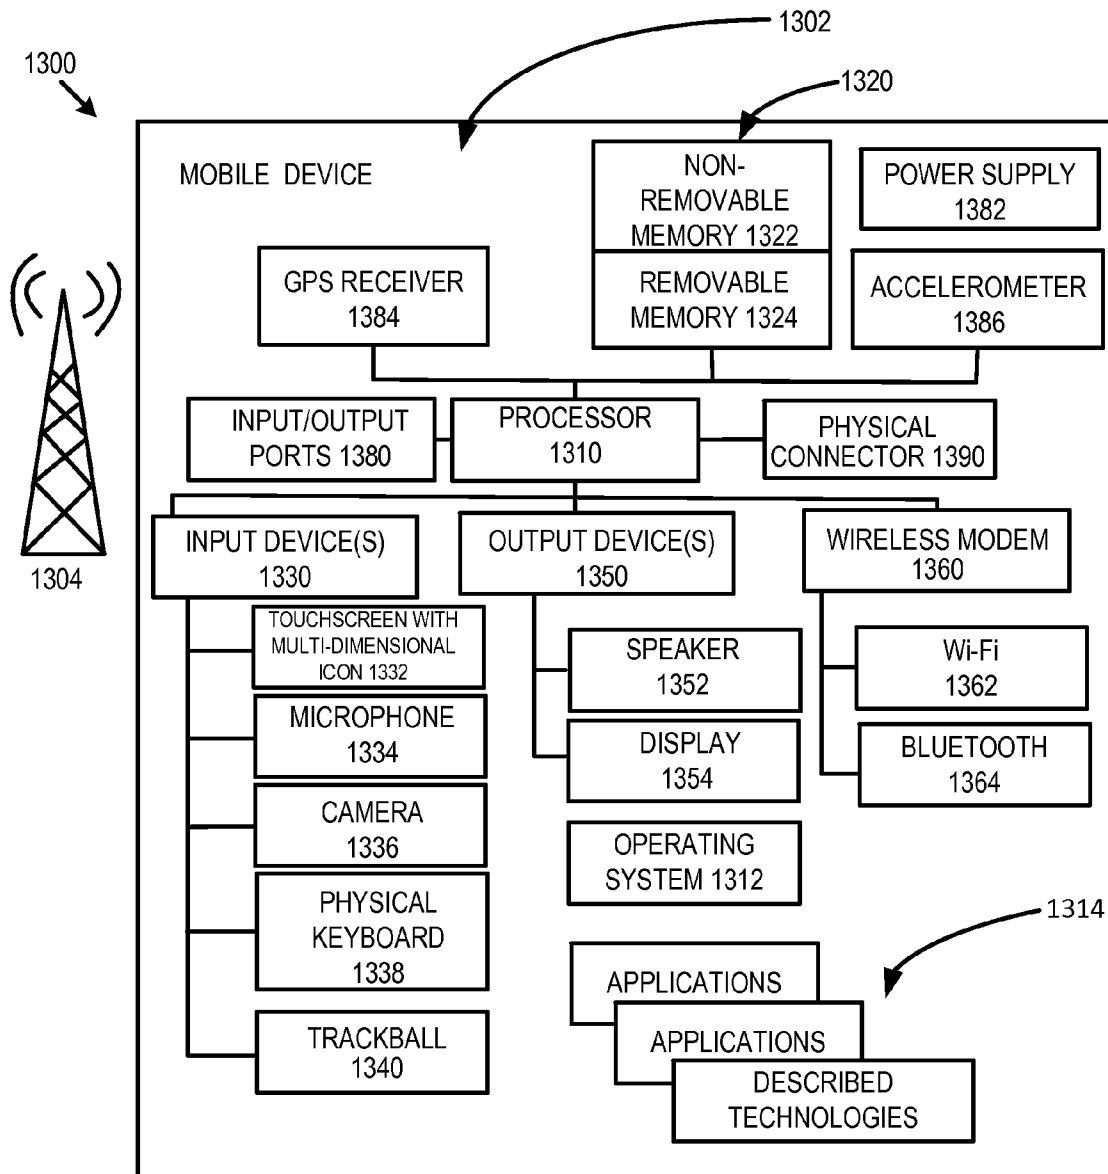 1302
1300
1320
MOBILE DEVICE
NON-
REMOVABLE
MEMORY 1322
POWER SUPPLY
1382
GPS RECEIVER
1384
REMOVABLE
MEMORY 1324
ACCELEROMETER
1386
INPUT/OUTPUT
PORTS 1380
PROCESSOR
1310
PHYSICAL
CONNECTOR 1390
INPUT DEVICE(S)
1330
OUTPUT DEVICE(S)
1350
WIRELESS MODEM
1360
1304
TOUCHSCREEN WITH
MULTI-DIMENSIONAL
ICON 1332
SPEAKER
1352
Wi-Fi
1362
MICROPHONE
1334
DISPLAY
1354
BLUETOOTH
1364
CAMERA
1336
OPERATING
SYSTEM 1312
PHYSICAL
KEYBOARD
1338
1314
APPLICATIONS
TRACKBALL
1340
APPLICATIONS
DESCRIBED
TECHNOLOGIES